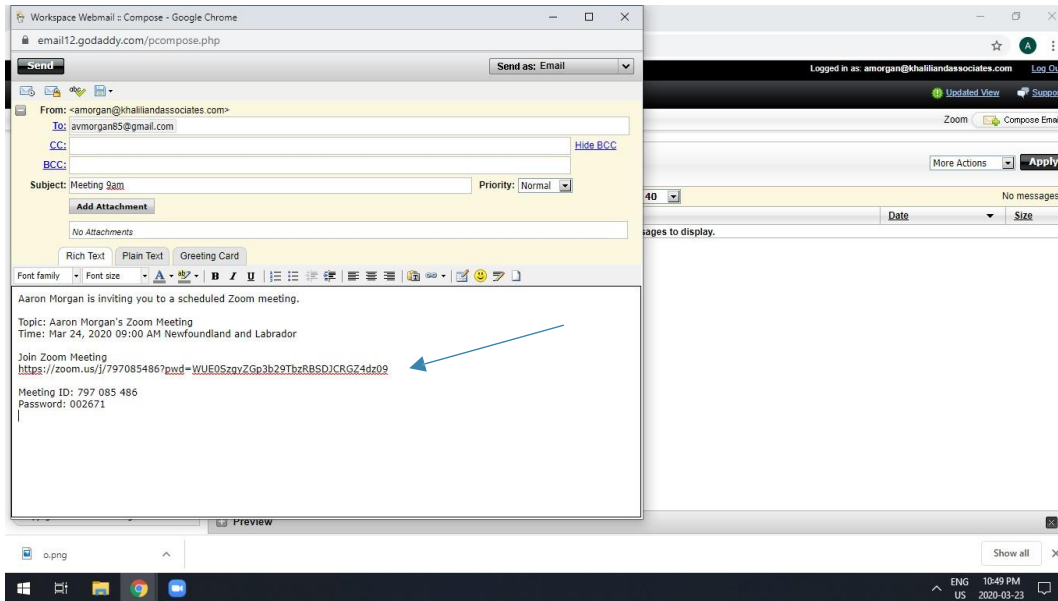 Workspace Webmail :: Compose - Google Chrome
email12.godaddy.com/pcompose.php
Send
Send as: Email
From: <amorgan@khaliliandassociates.com>
To: avmorgan85@gmail.com
CC:
Hide BCC
BCC:
Subject: Meeting 9am
Priority: Normal
Add Attachment
No Attachments
Rich Text Plain Text Greeting Card
Font family Font size A ab B I U
Aaron Morgan is inviting you to a scheduled Zoom meeting.
Topic: Aaron Morgan's Zoom Meeting
Time: Mar 24, 2020 09:00 AM Newfoundland and Labrador
Join Zoom Meeting
https://zoom.us/j/797085486?pwd=WUE0SzgyZGp3b29TbzRBSDJCRGZ4dz09
Meeting ID: 797 085 486
Password: 002671
A
Logged in as: amorgan@khaliliandassociates.com Log Ou
Updated View Suppo
Zoom Compose Emai
More Actions Apply
40 No messages
Date Size
sages to display.
Preview
o.png
Show all
ENG 10:49 PM
US 2020-03-23